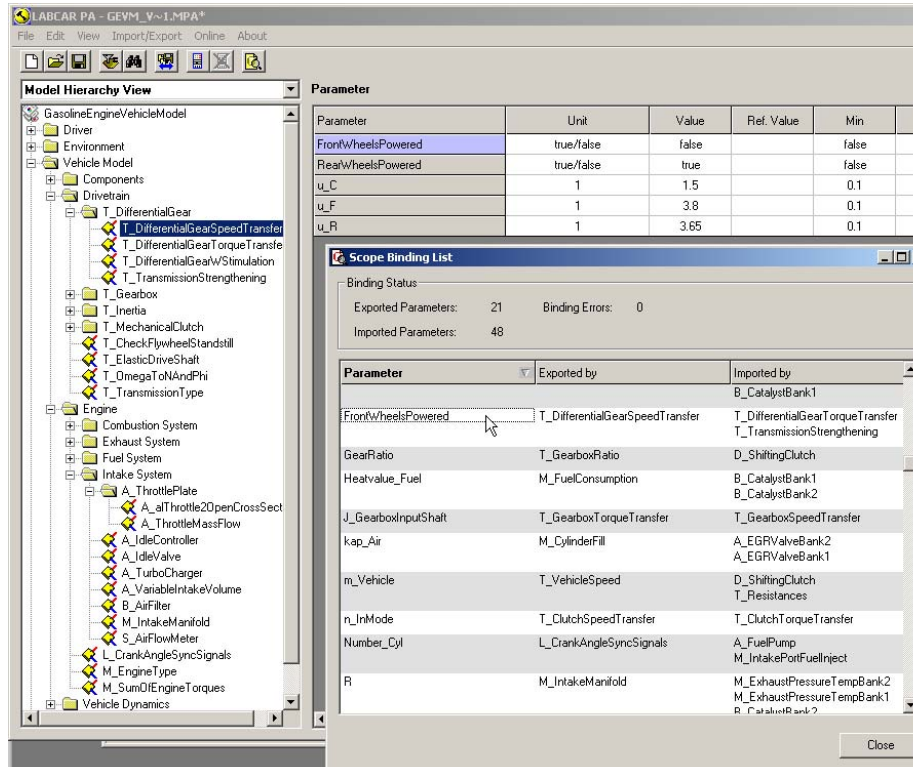 LABCAR PA - GEVM_V~1.MPA*
File Edit View Import/Export Online About
Model Hierarchy View
GasolineEngineVehicleModel
Driver
Environment
Vehicle Model
Components
Drivetrain
T_DifferentialGear
T_DifferentialGearSpeedTransfer
T_DifferentialGearTorqueTransfe
T_DifferentialGearWStimulation
T_TransmissionStrengthening
T_Gearbox
T_Inertia
T_MechanicalClutch
T_CheckFlywheelStandstill
T_ElasticDriveShaft
T_OmegaToNAndPhi
T_TransmissionType
Engine
Combustion System
Exhaust System
Fuel System
Intake System
A_ThrottlePlate
A_alThrottle2OpenCrossSect
A_ThrottleMassFlow
A_IdleController
A_IdleValve
A_TurboCharger
A_VariableIntakeVolume
B_AirFilter
M_IntakeManifold
S_AirFlowMeter
L_CrankAngleSyncSignals
M_EngineType
M_SumOfEngineTorques
Vehicle Dynamics
Parameter
Parameter Unit Value Ref. Value Min
FrontWheelsPowered true/false false false
RearWheelsPowered true/false true false
u_C 1 1.5 0.1
u_F 1 3.8 0.1
u_R 1 3.65 0.1
Scope Binding List
Binding Status
Exported Parameters: 21 Binding Errors: 0
Imported Parameters: 48
Parameter Exported by Imported by
B_CatalystBank1
FrontWheelsPowered T_DifferentialGearSpeedTransfer T_DifferentialGearTorqueTransfer
T_TransmissionStrengthening
GearRatio T_GearboxRatio D_ShiftingClutch
Heatvalue_Fuel M_FuelConsumption B_CatalystBank1
B_CatalystBank2
J_GearboxInputShaft T_GearboxTorqueTransfer T_GearboxSpeedTransfer
kap_Air M_CylinderFill A_EGRValveBank2
A_EGRValveBank1
m_Vehicle T_VehicleSpeed D_ShiftingClutch
T_Resistances
n_InMode T_ClutchSpeedTransfer T_ClutchTorqueTransfer
Number_Cyl L_CrankAngleSyncSignals A_FuelPump
M_IntakePortFuelInject
R M_IntakeManifold M_ExhaustPressureTempBank2
M_ExhaustPressureTempBank1
B_CatalystBank2
Close